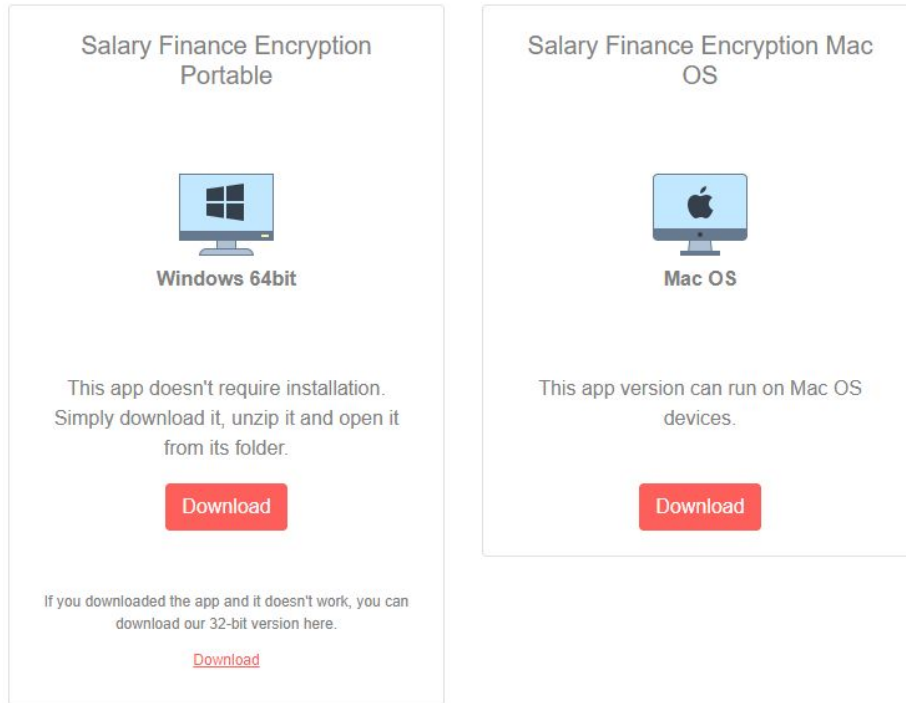 Salary Finance Encryption
Portable
Windows 64bit
This app doesn't require installation.
Simply download it, unzip it and open it
from its folder.
Download
If you downloaded the app and it doesn't work, you can
download our 32-bit version here.
Download
Salary Finance Encryption Mac
OS
Mac OS
This app version can run on Mac OS
devices.
Download